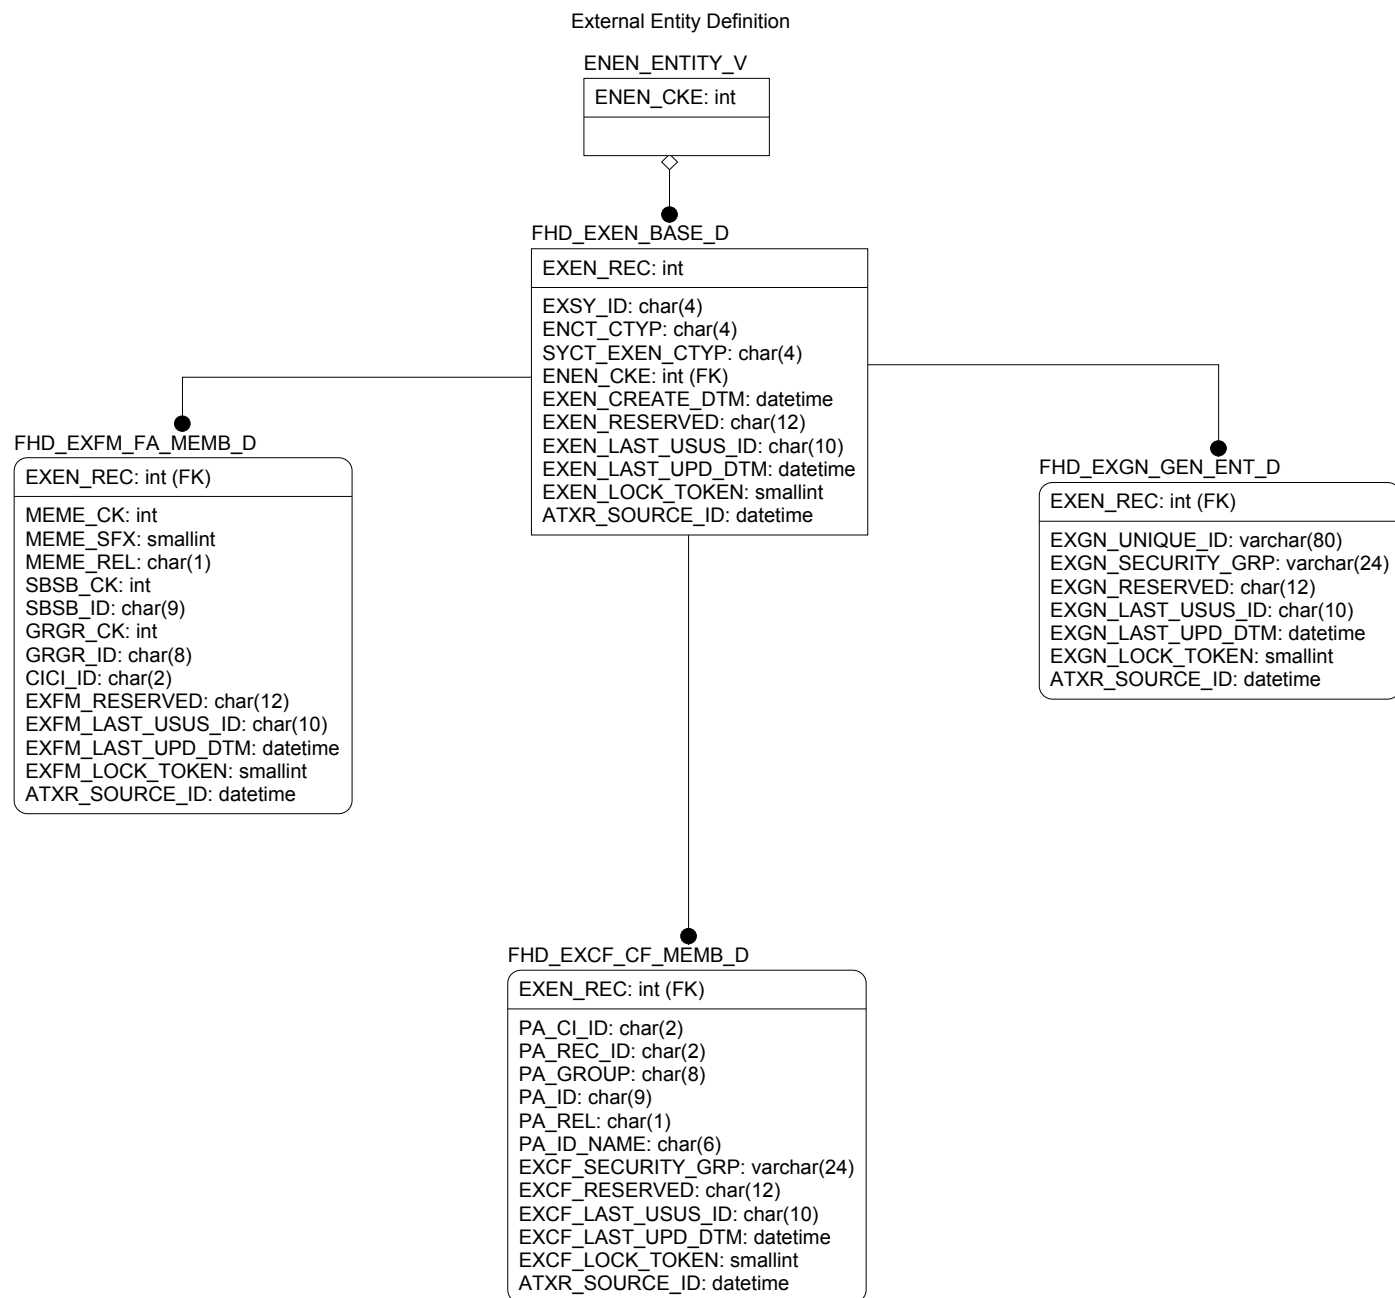 External Entity Definition
ENEN_ENTITY_V
ENEN_CKE: int
FHD_EXEN_BASE_D
EXEN_REC: int
EXSY_ID: char(4)
ENCT_CTYP: char(4)
SYCT_EXEN_CTYP: char(4)
ENEN_CKE: int (FK)
EXEN_CREATE_DTM: datetime
EXEN_RESERVED: char(12)
EXEN_LAST_USUS_ID: char(10)
EXEN_LAST_UPD_DTM: datetime
EXEN_LOCK_TOKEN: smallint
ATXR_SOURCE_ID: datetime
FHD_EXFM_FA_MEMB_D
EXEN_REC: int (FK)
MEME_CK: int
MEME_SFX: smallint
MEME_REL: char(1)
SBSB_CK: int
SBSB_ID: char(9)
GRGR_CK: int
GRGR_ID: char(8)
CICI_ID: char(2)
EXFM_RESERVED: char(12)
EXFM_LAST_USUS_ID: char(10)
EXFM_LAST_UPD_DTM: datetime
EXFM_LOCK_TOKEN: smallint
ATXR_SOURCE_ID: datetime
FHD_EXGN_GEN_ENT_D
EXEN_REC: int (FK)
EXGN_UNIQUE_ID: varchar(80)
EXGN_SECURITY_GRP: varchar(24)
EXGN_RESERVED: char(12)
EXGN_LAST_USUS_ID: char(10)
EXGN_LAST_UPD_DTM: datetime
EXGN_LOCK_TOKEN: smallint
ATXR_SOURCE_ID: datetime
FHD_EXCF_CF_MEMB_D
EXEN_REC: int (FK)
PA_CI_ID: char(2)
PA_REC_ID: char(2)
PA_GROUP: char(8)
PA_ID: char(9)
PA_REL: char(1)
PA_ID_NAME: char(6)
EXCF_SECURITY_GRP: varchar(24)
EXCF_RESERVED: char(12)
EXCF_LAST_USUS_ID: char(10)
EXCF_LAST_UPD_DTM: datetime
EXCF_LOCK_TOKEN: smallint
ATXR_SOURCE_ID: datetime